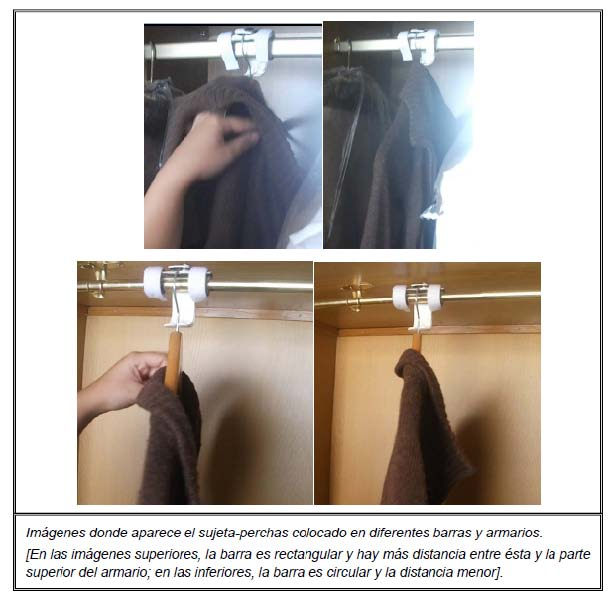 Imágenes donde aparece el sujeta-perchas colocado en diferentes barras y armarios.
[En las imágenes superiores, la barra es rectangular y hay más distancia entre ésta y la parte
superior del armario; en las inferiores, la barra es circular y la distancia menor].